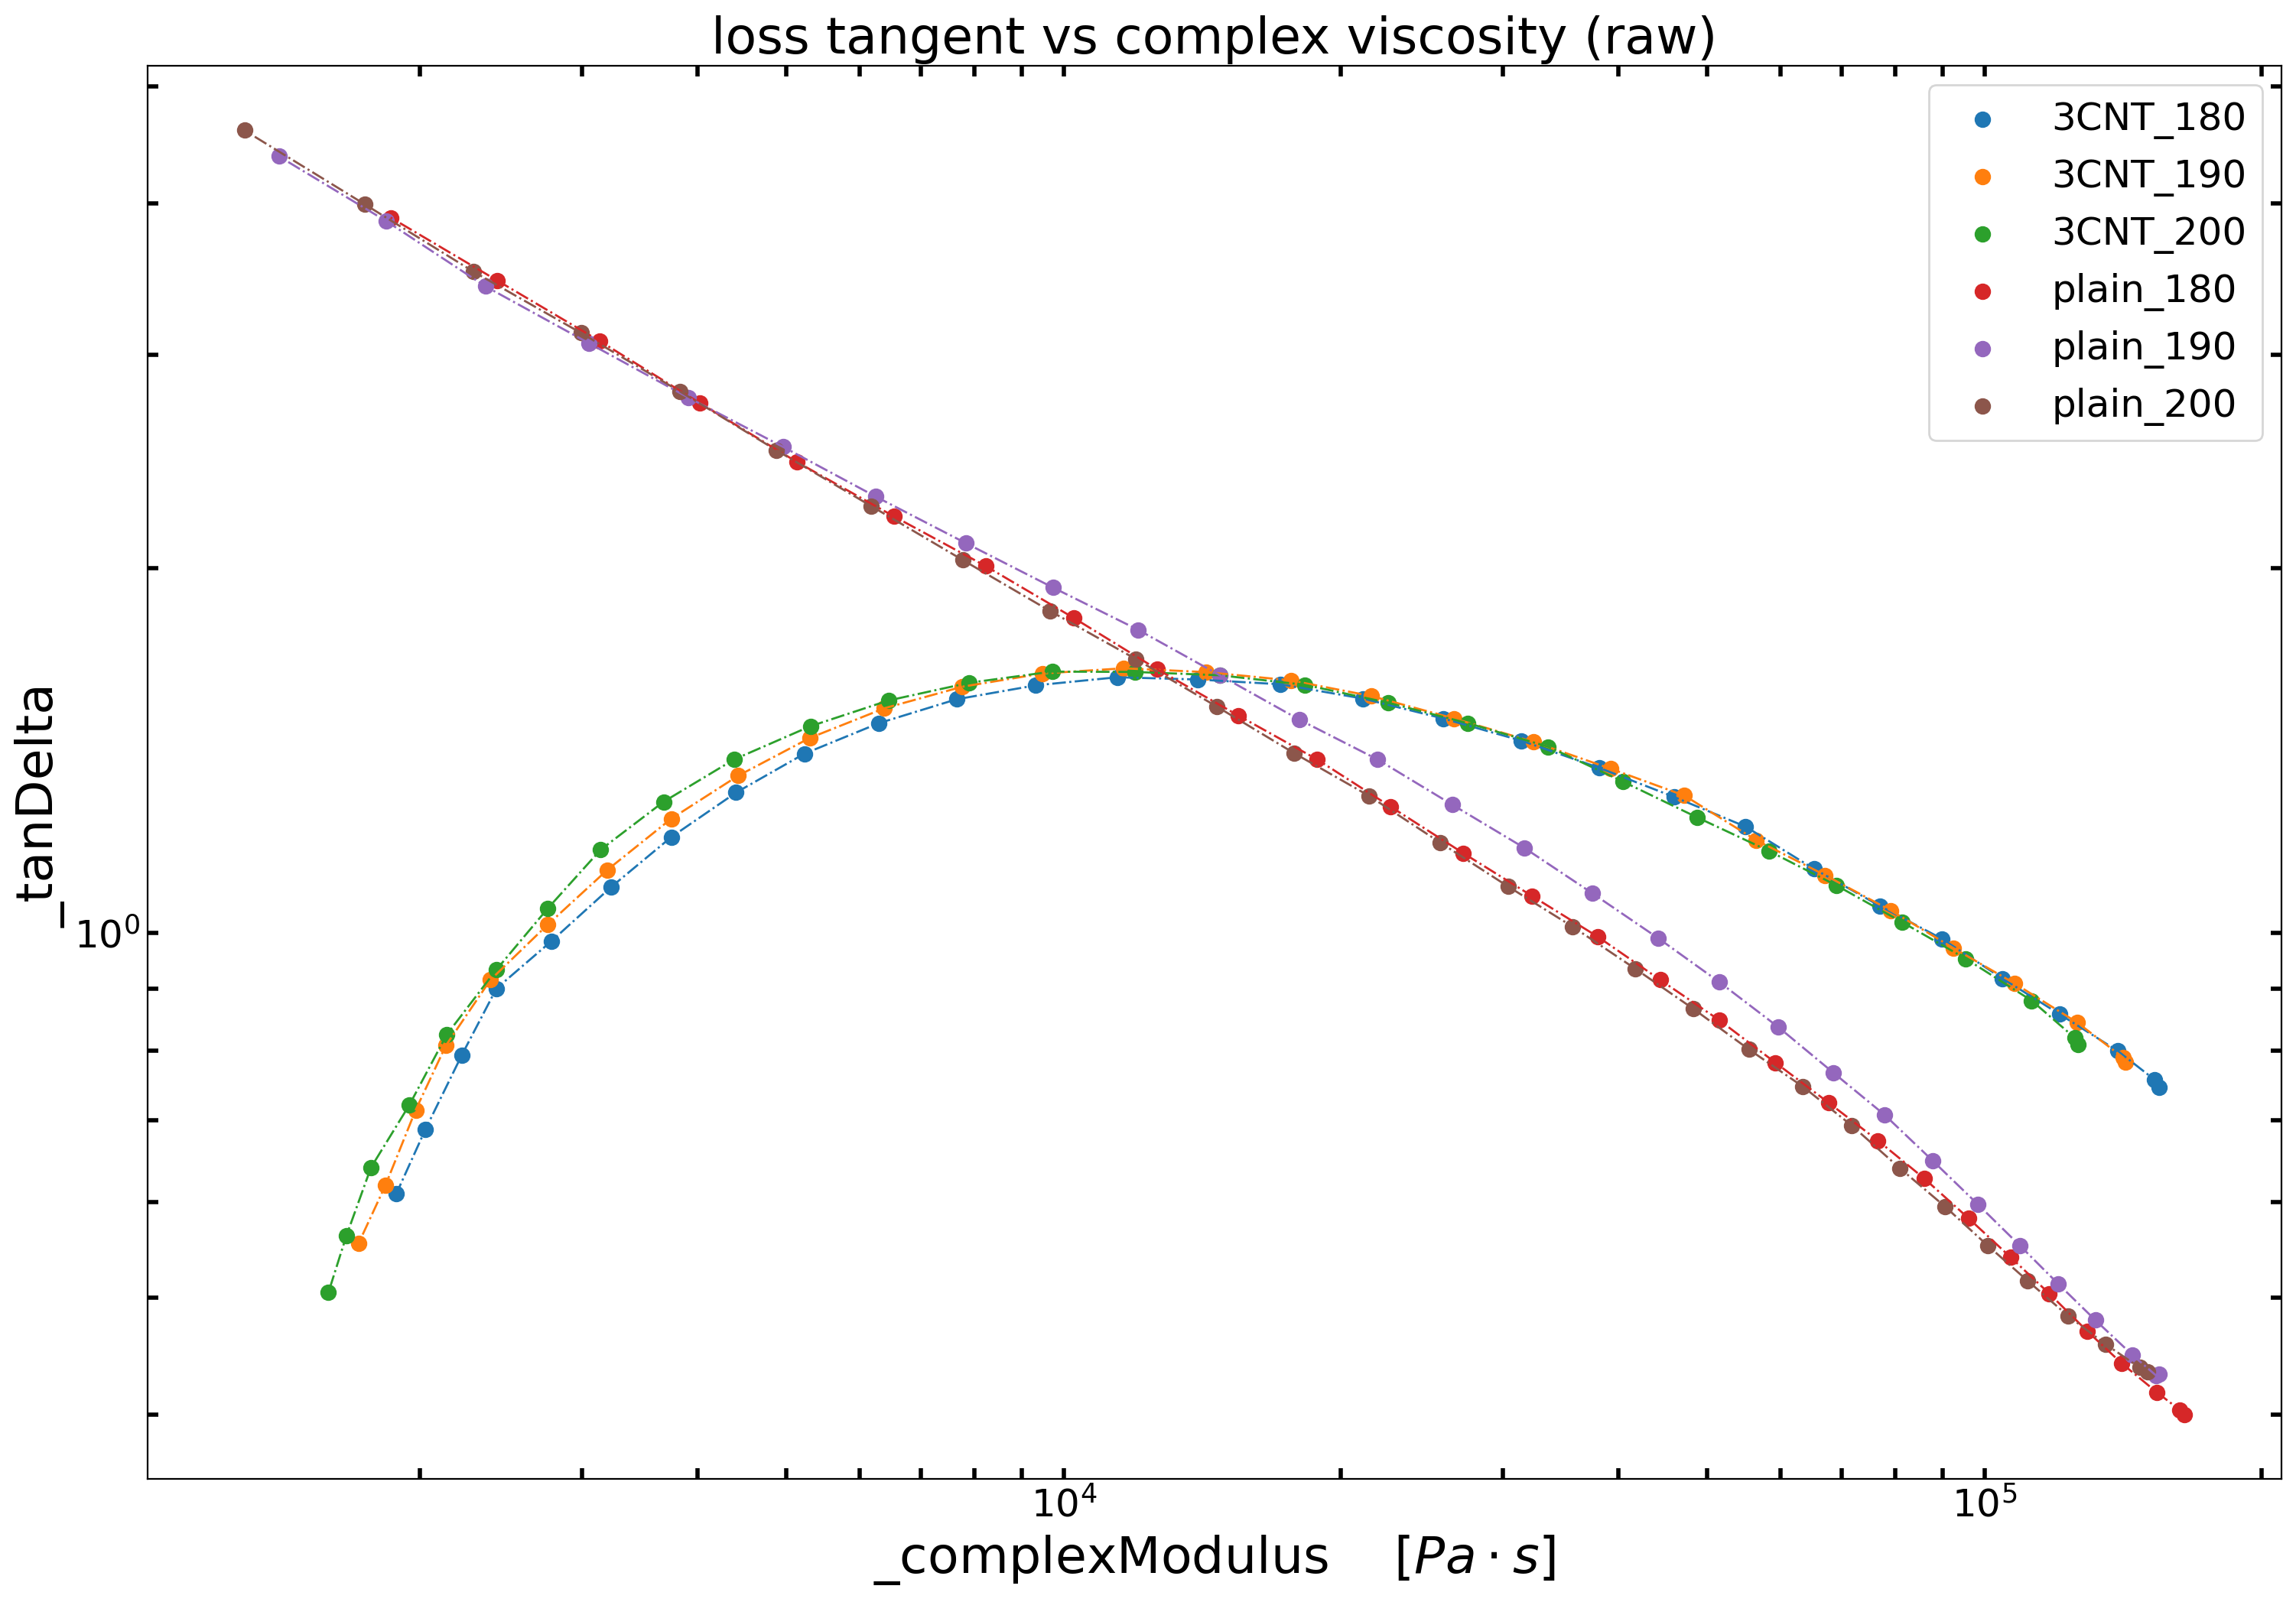 loss tangent vs complex viscosity (raw)
3CNT_180
3CNT_190
3CNT_200
plain_180
plain_190
plain_200
_tanDelta
10⁰
10⁴
10⁵
_complexModulus [Pa · s]